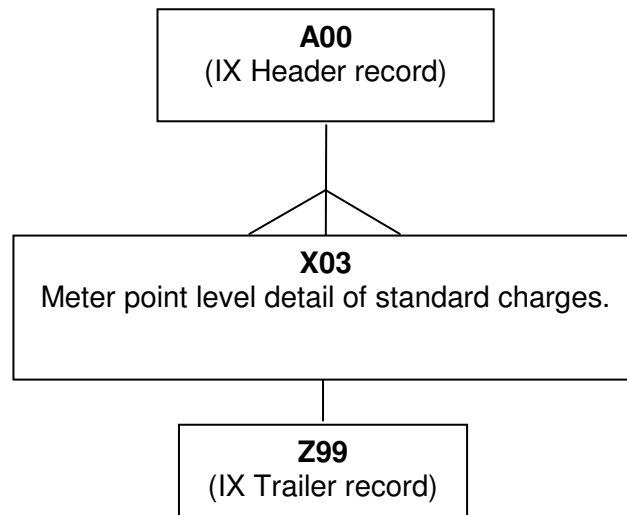 A00
(IX Header record)
X03
Meter point level detail of standard charges.
Z99
(IX Trailer record)